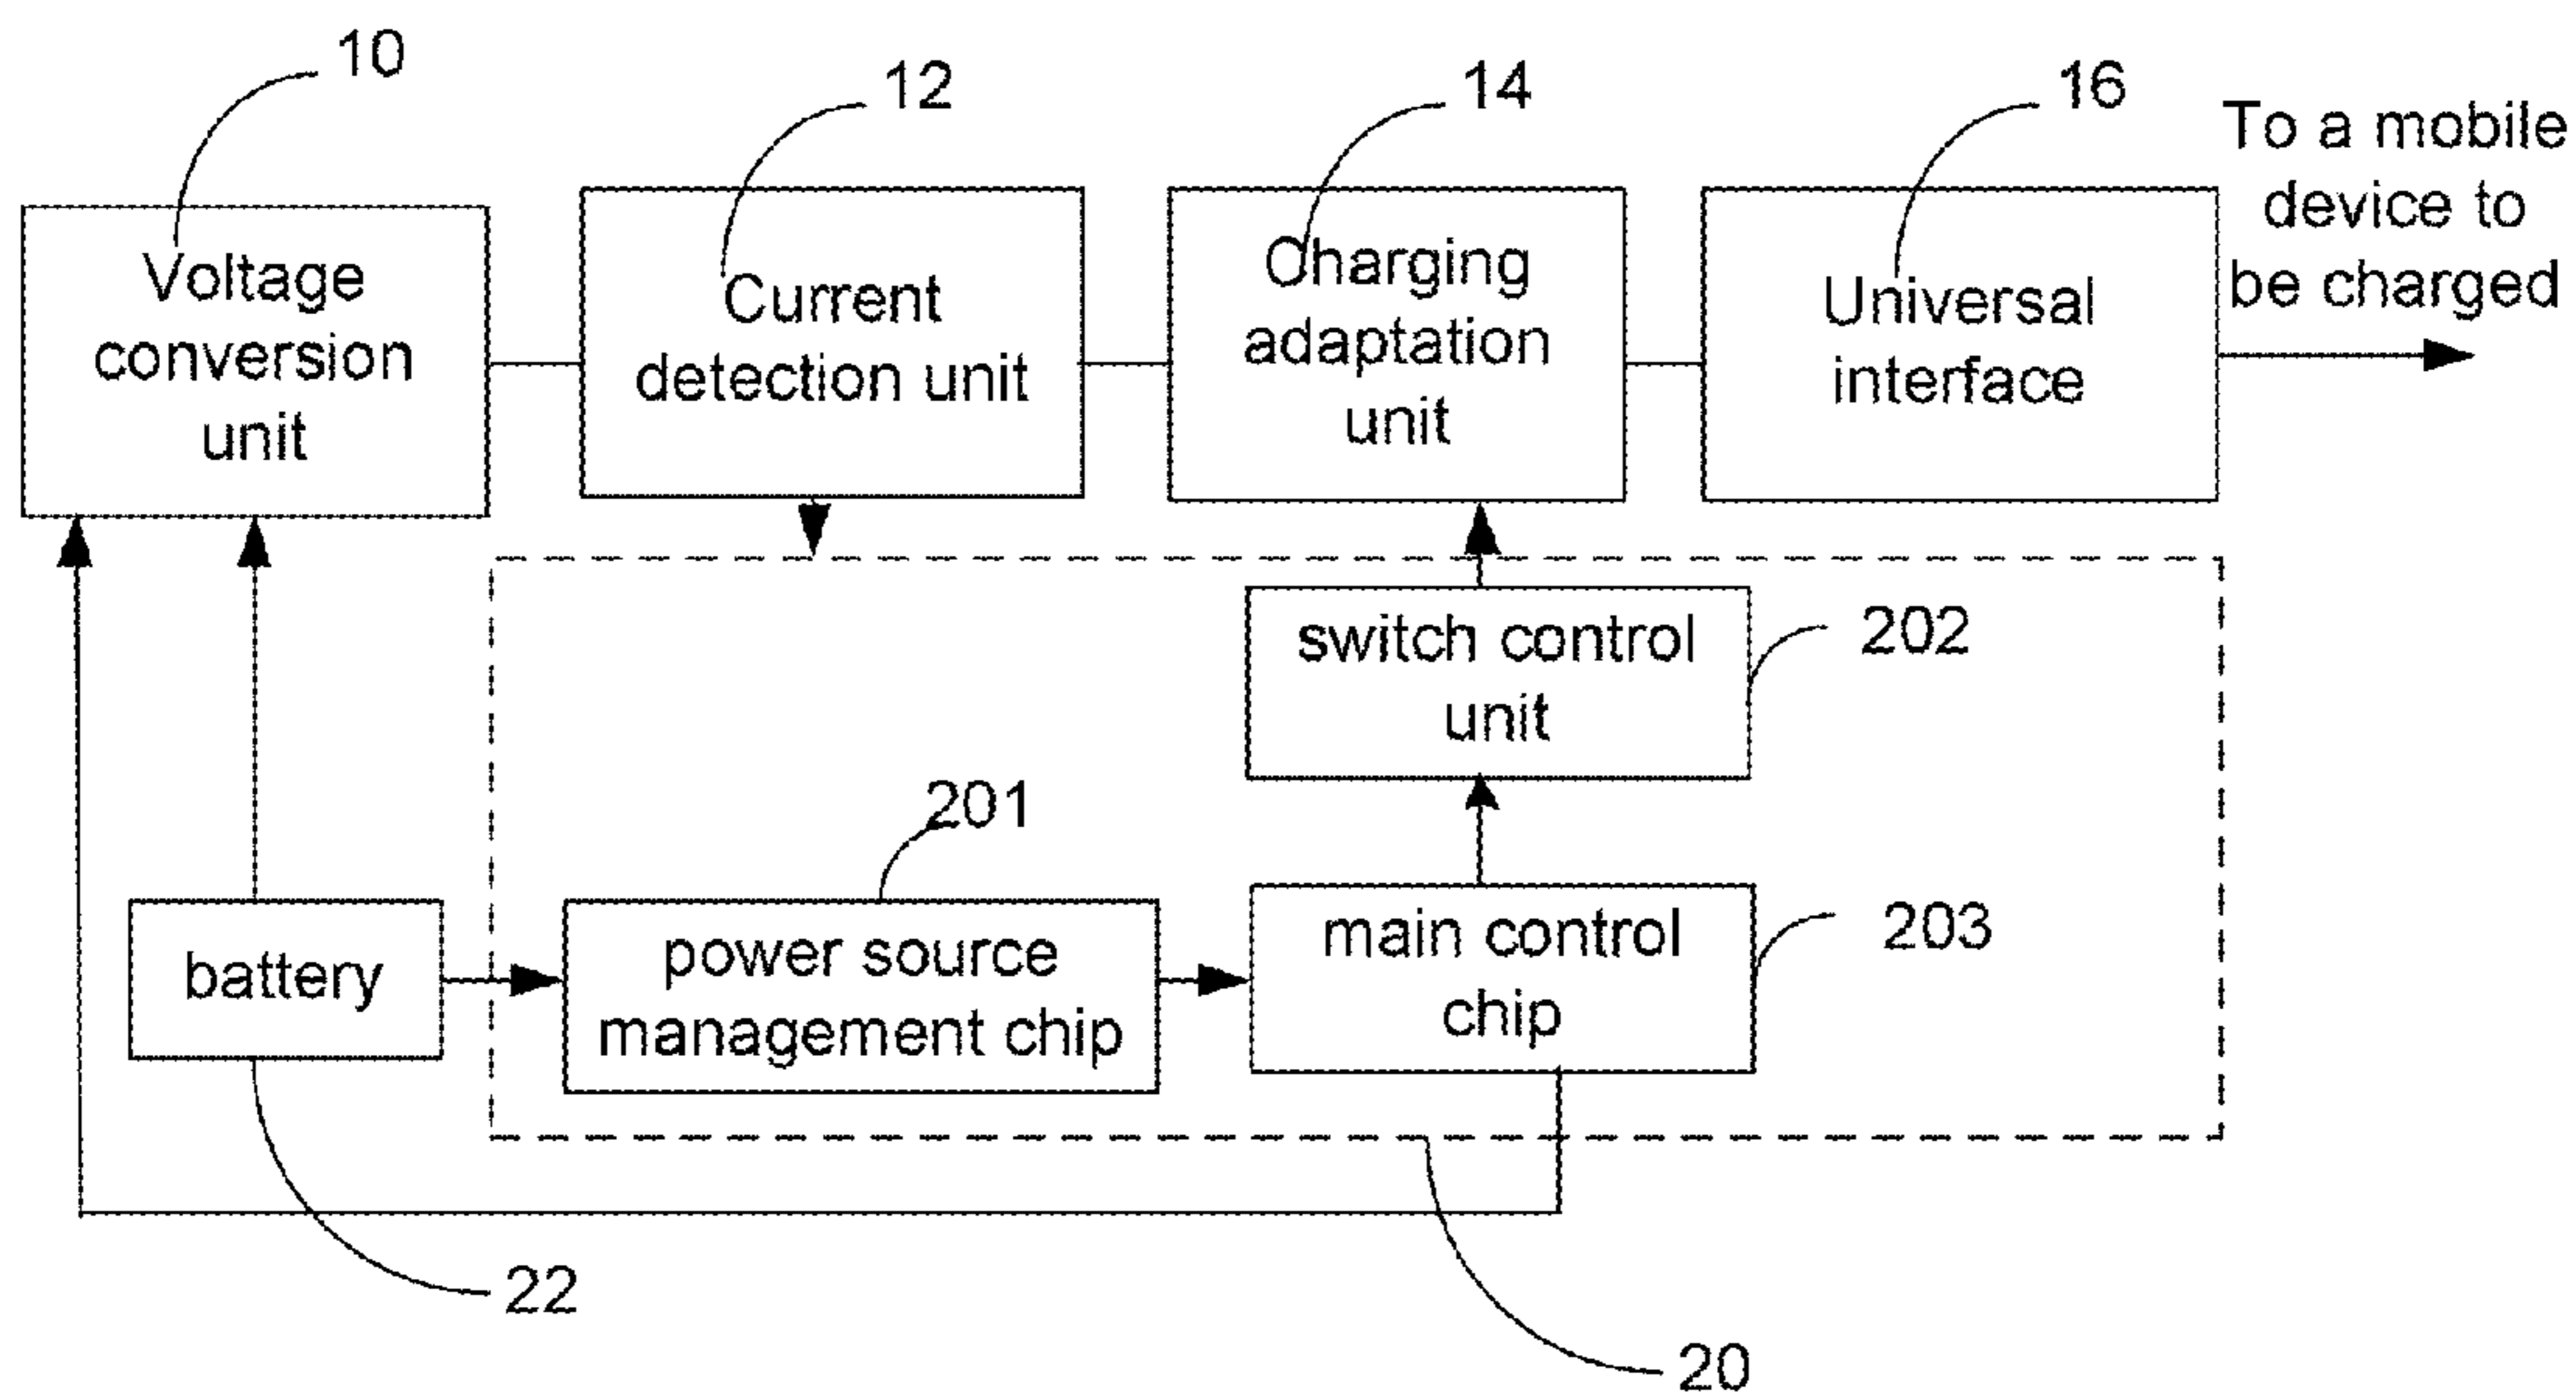 10
12
14
16
To a mobile
device to
be charged
Voltage
conversion
unit
Current
detection unit
Charging
adaptation
unit
Universal
interface
switch control
unit
202
201
battery
power source
management chip
main control
chip
203
22
20